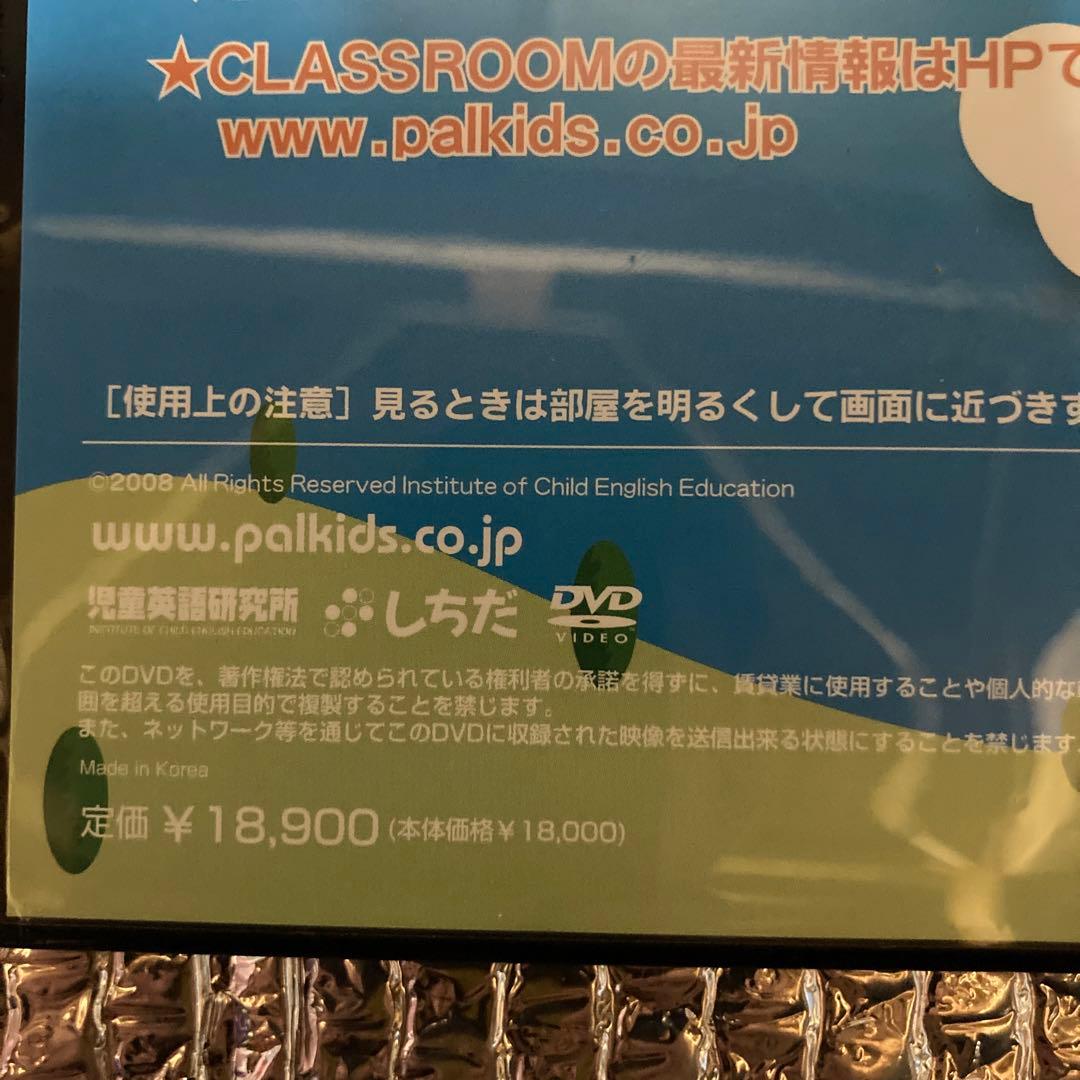 ★CLASSROOMの最新情報はHPで
www.palkids.co.jp
［使用上の注意］見るときは部屋を明るくして画面に近づきす
©2008 All Rights Reserved Institute of Child English Education
www.palkids.co.jp
児童英語研究所
INSTITUTE OF CHILD ENGLISH EDUCATION
しちだ
DVD
VIDEO
このDVDを、著作権法で認められている権利者の承諾を得ずに、賃貸業に使用することや個人的な
囲を超える使用目的で複製することを禁じます。
また、ネットワーク等を通じてこのDVDに収録された映像を送信出来る状態にすることを禁じます。
Made in Korea
定価 ￥18,900（本体価格￥18,000）